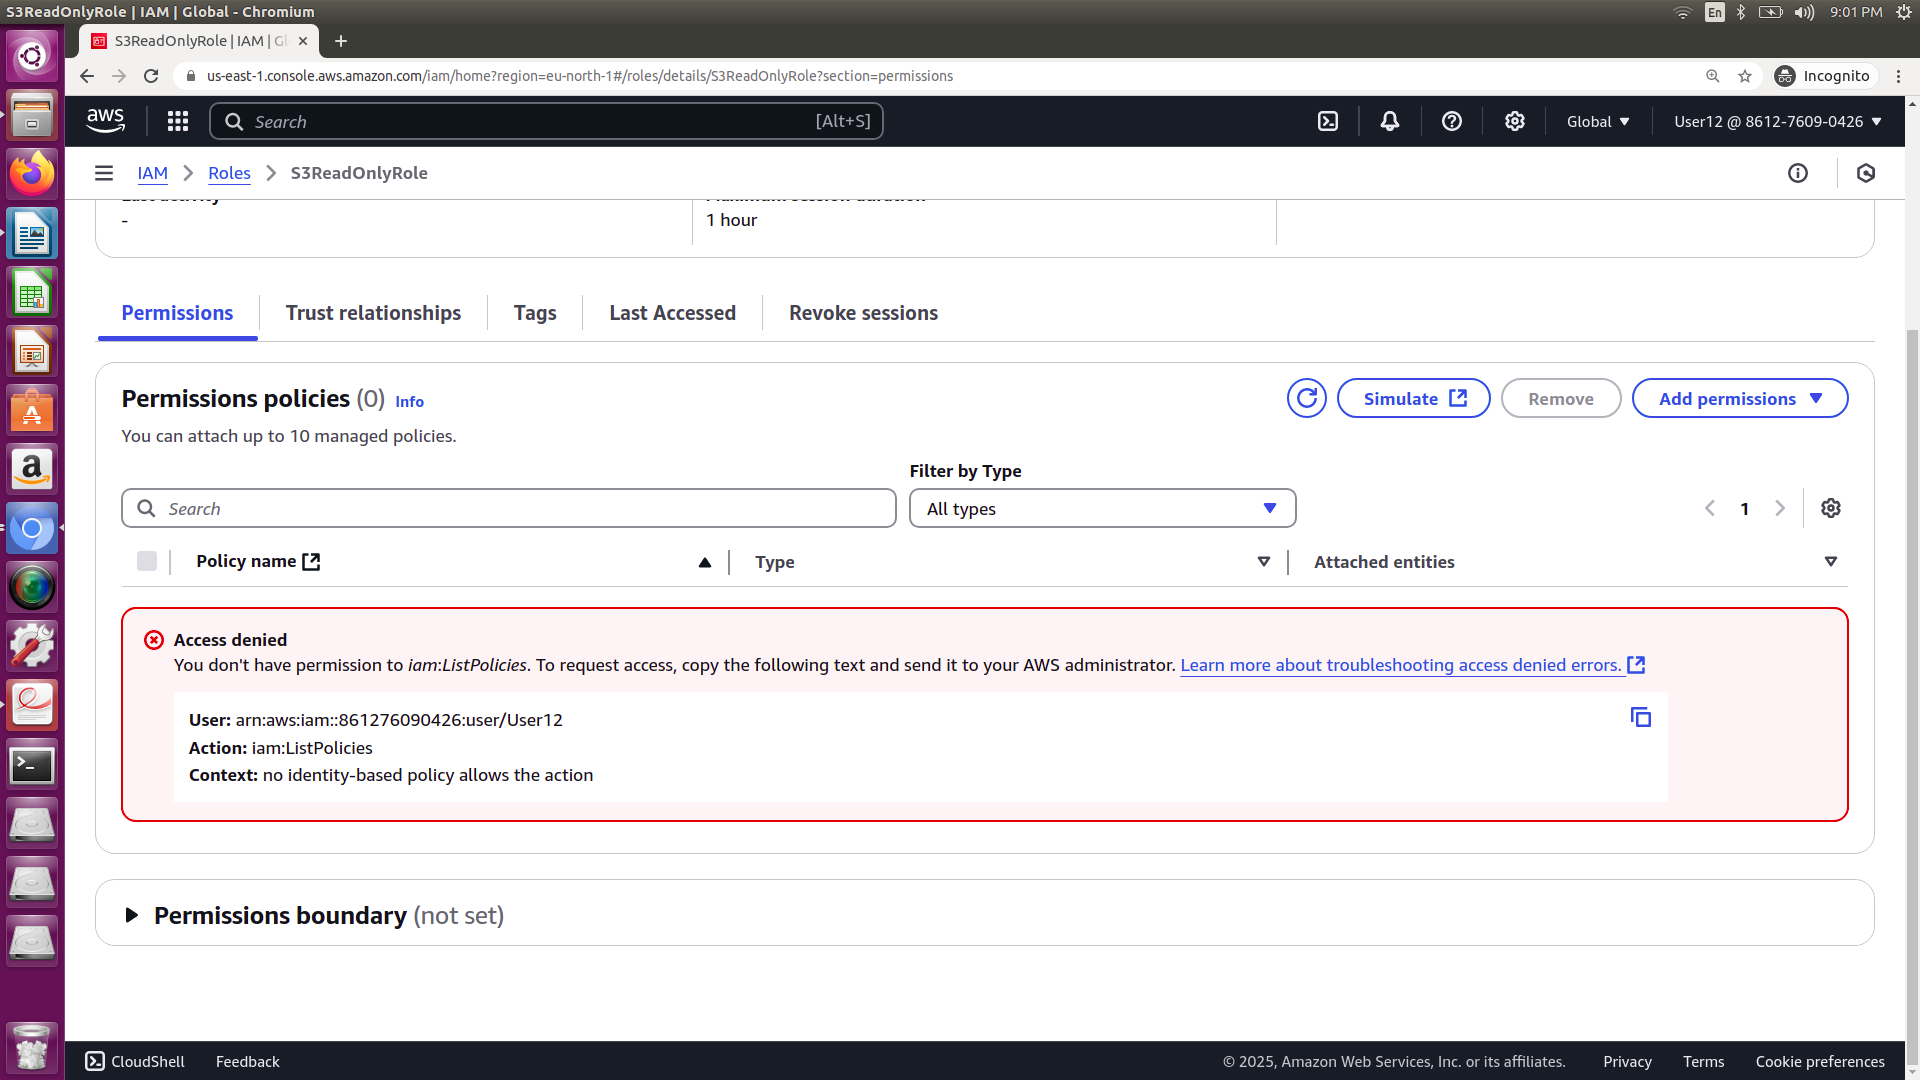 S3ReadOnlyRole | IAM | Global - Chromium
En
9:01 PM
S3ReadOnlyRole | IAM | Gl
us-east-1.console.aws.amazon.com/iam/home?region=eu-north-1#/roles/details/S3ReadOnlyRole?section=permissions
Incognito
aws
Search
[Alt+S]
Global
User12 @ 8612-7609-0426
IAM
Roles
S3ReadOnlyRole
Last activity
Maximum session duration
-
1 hour
Permissions
Trust relationships
Tags
Last Accessed
Revoke sessions
Permissions policies (0) Info
Simulate
Remove
Add permissions
You can attach up to 10 managed policies.
Filter by Type
Search
All types
1
Policy name
Type
Attached entities
Access denied
You don't have permission to iam:ListPolicies. To request access, copy the following text and send it to your AWS administrator. Learn more about troubleshooting access denied errors.
User: arn:aws:iam::861276090426:user/User12
Action: iam:ListPolicies
Context: no identity-based policy allows the action
Permissions boundary (not set)
CloudShell
Feedback
© 2025, Amazon Web Services, Inc. or its affiliates.
Privacy
Terms
Cookie preferences